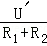 U´
R₁ + R₂